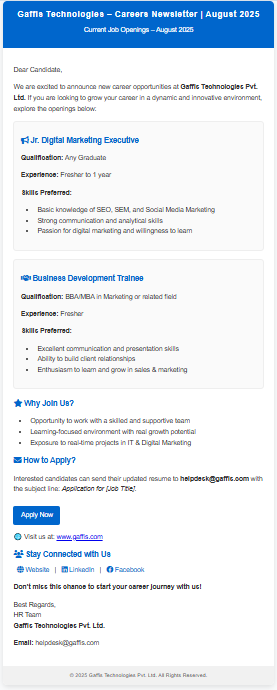 Gaffis Technologies – Careers Newsletter | August 2025
Current Job Openings – August 2025
Dear Candidate,
We are excited to announce new career opportunities at Gaffis Technologies Pvt.
Ltd. If you are looking to grow your career in a dynamic and innovative environment,
explore the openings below:
Jr. Digital Marketing Executive
Qualification: Any Graduate
Experience: Fresher to 1 year
Skills Preferred:
• Basic knowledge of SEO, SEM, and Social Media Marketing
• Strong communication and analytical skills
• Passion for digital marketing and willingness to learn
Business Development Trainee
Qualification: BBA/MBA in Marketing or related field
Experience: Fresher
Skills Preferred:
• Excellent communication and presentation skills
• Ability to build client relationships
• Enthusiasm to learn and grow in sales & marketing
Why Join Us?
• Opportunity to work with a skilled and supportive team
• Learning-focused environment with real growth potential
• Exposure to real-time projects in IT & Digital Marketing
How to Apply?
Interested candidates can send their updated resume to helpdesk@gaffis.com with
the subject line: Application for [Job Title].
Apply Now
Visit us at: www.gaffis.com
Stay Connected with Us
Website | LinkedIn | Facebook
Don't miss this chance to start your career journey with us!
Best Regards,
HR Team
Gaffis Technologies Pvt. Ltd.
Email: helpdesk@gaffis.com
© 2025 Gaffis Technologies Pvt. Ltd. All Rights Reserved.